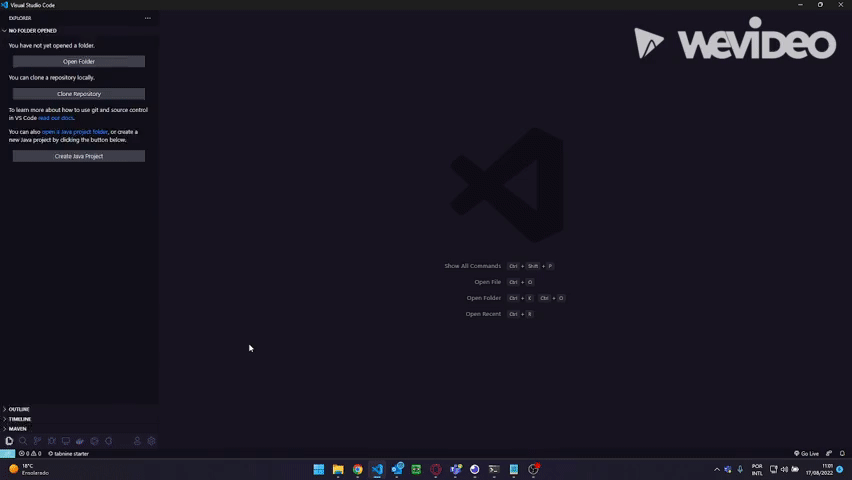 Visual Studio Code
EXPLORER
NO FOLDER OPENED
You have not yet opened a folder.
Open Folder
You can clone a repository locally.
Clone Repository
To learn more about how to use git and source control
in VS Code read our docs.
You can also open a Java project folder, or create a
new Java project by clicking the button below.
Create Java Project
WEVIDEO
Show All Commands Ctrl + Shift + P
Open File Ctrl + O
Open Folder Ctrl + K Ctrl + O
Open Recent Ctrl + R
OUTLINE
TIMELINE
MAVEN
0 0 tabnine starter
Go Live
18°C
Ensolarado
POR
INTL
11:01
17/08/2022